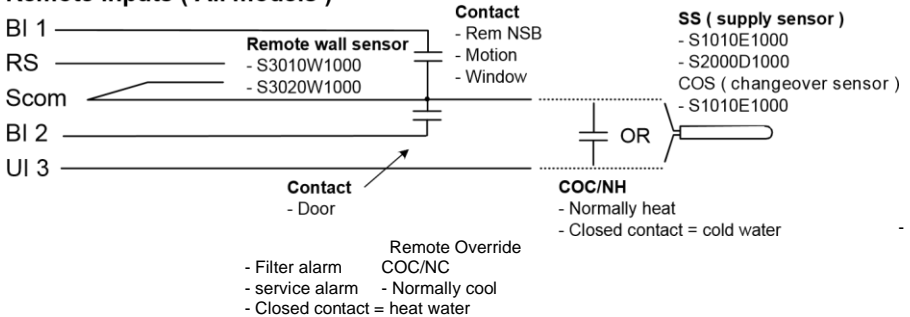 Remote Inputs ( All models )
BI 1
RS
Scom
BI 2
UI 3
Remote wall sensor
- S3010W1000
- S3020W1000
Contact
- Rem NSB
- Motion
- Window
SS ( supply sensor )
- S1010E1000
- S2000D1000
COS ( changeover sensor )
- S1010E1000
OR
Contact
- Door
COC/NH
- Normally heat
- Closed contact = cold water
-
Remote Override
- Filter alarm COC/NC
- service alarm - Normally cool
- Closed contact = heat water